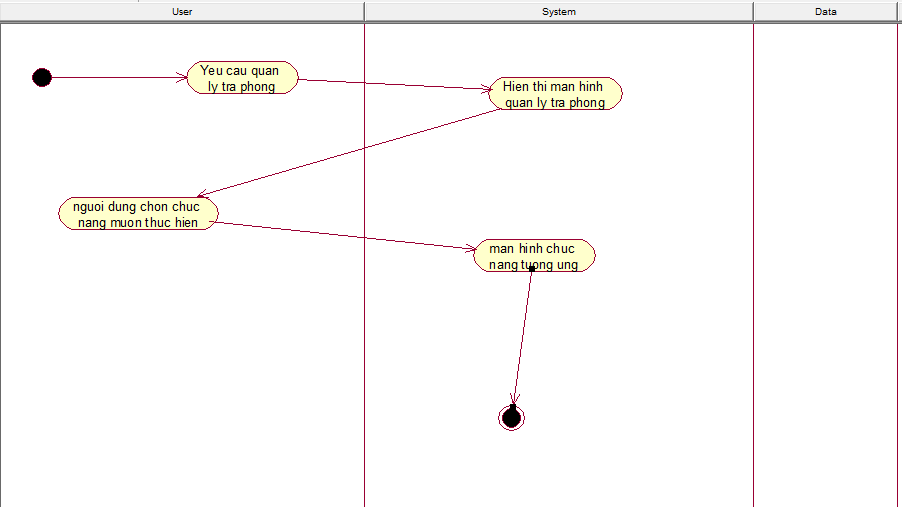 User
System
Data
Yeu cau quan
ly tra phong
Hien thi man hinh
quan ly tra phong
nguoi dung chon chuc
nang muon thuc hien
man hinh chuc
nang tuong ung